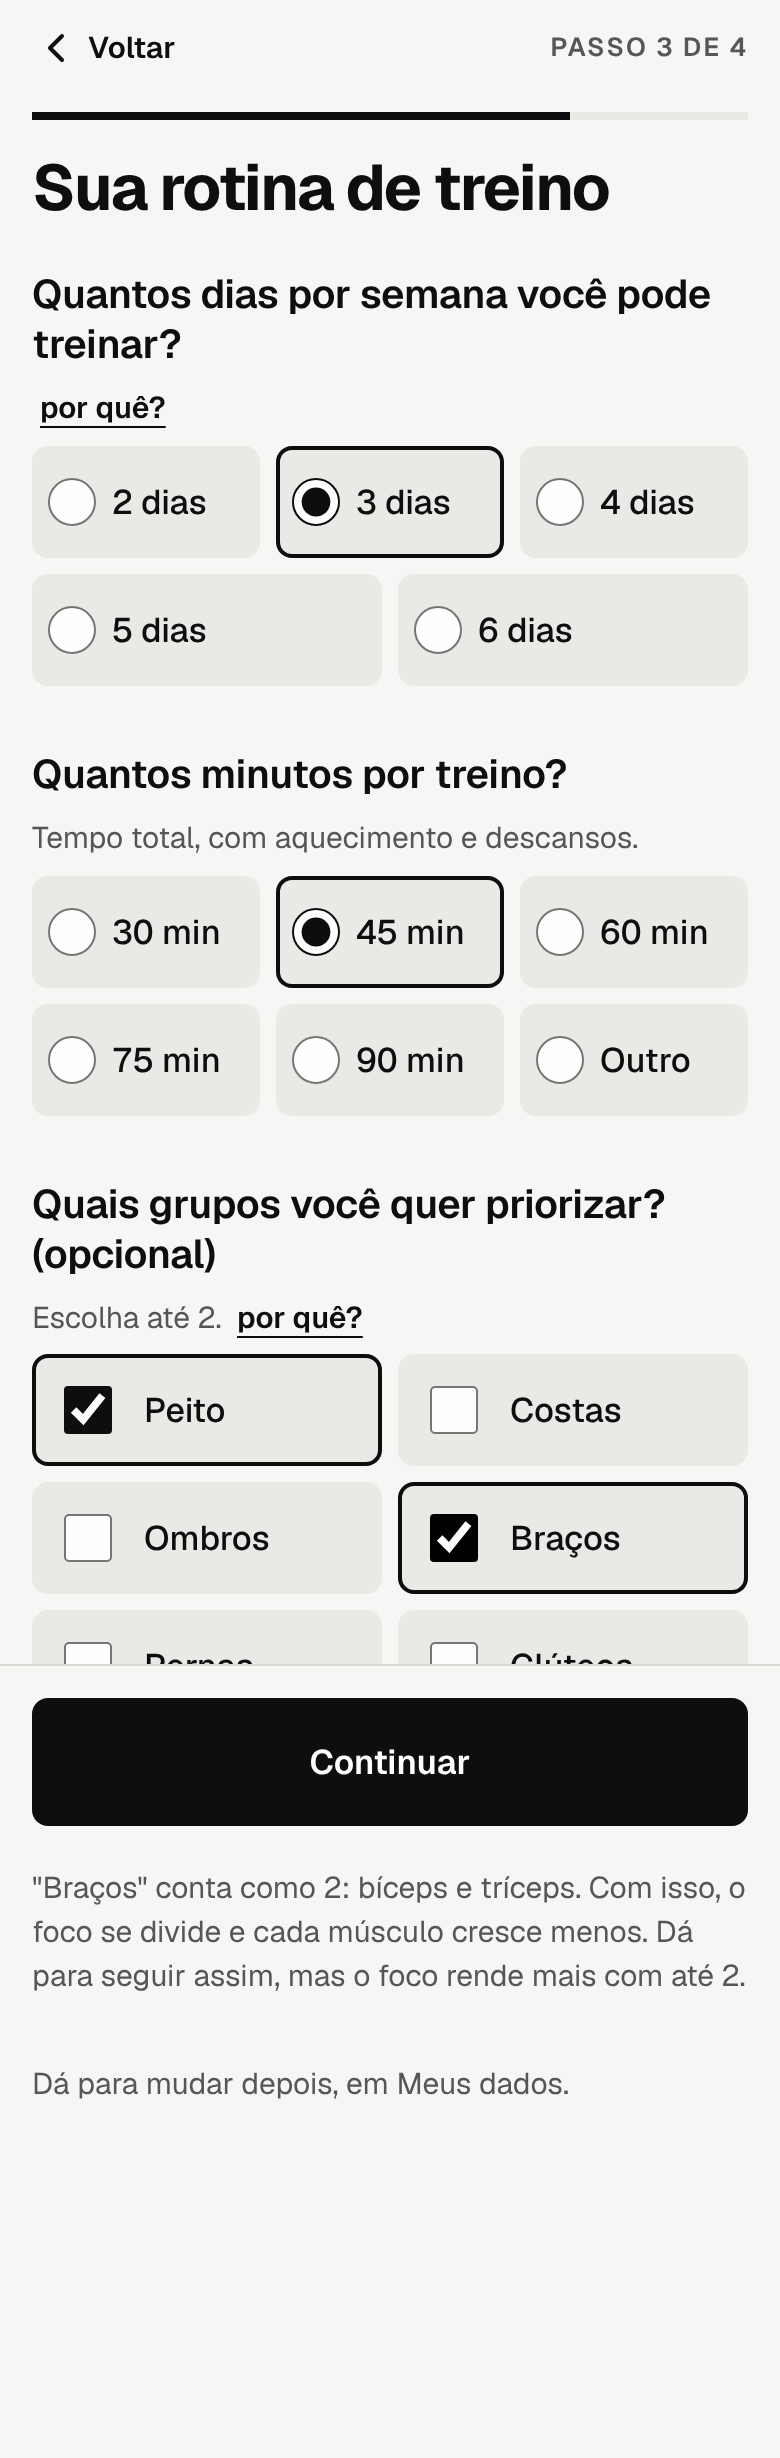 Voltar
PASSO 3 DE 4
Sua rotina de treino
Quantos dias por semana você pode
treinar?
por quê?
2 dias
3 dias
4 dias
5 dias
6 dias
Quantos minutos por treino?
Tempo total, com aquecimento e descansos.
30 min
45 min
60 min
75 min
90 min
Outro
Quais grupos você quer priorizar?
(opcional)
Escolha até 2. por quê?
Peito
Costas
Ombros
Braços
Pernas
Glúteos
Continuar
"Braços" conta como 2: bíceps e tríceps. Com isso, o
foco se divide e cada músculo cresce menos. Dá
para seguir assim, mas o foco rende mais com até 2.
Dá para mudar depois, em Meus dados.